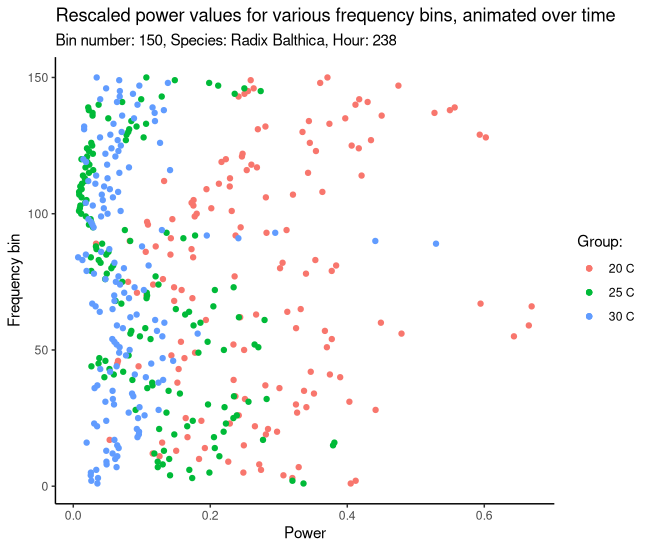 Rescaled power values for various frequency bins, animated over time
Bin number: 150, Species: Radix Balthica, Hour: 238
150
100
50
0
Frequency bin
0.0 0.2 0.4 0.6
Power
Group:
20 C
25 C
30 C